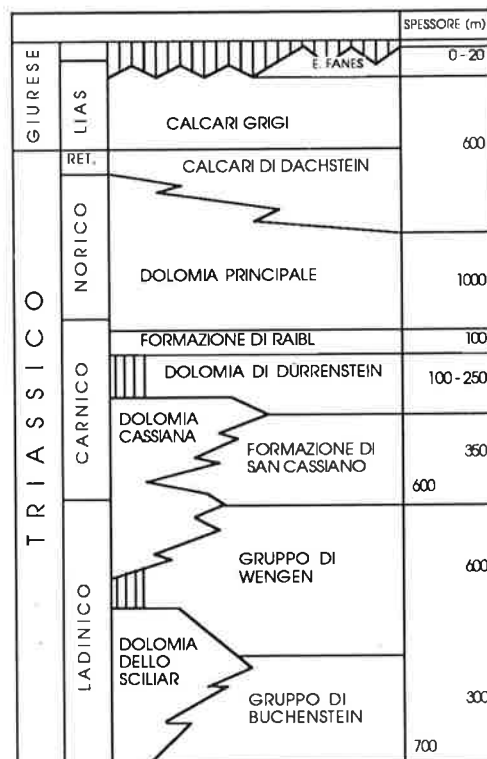 SPESSORE (m)
GIURESE
LIAS
E. FANES
0-20
CALCARI GRIGI
600
TRIASSICO
RET.
CALCARI DI DACHSTEIN
NORICO
DOLOMIA PRINCIPALE
1000
CARNICO
FORMAZIONE DI RAIBL
100
DOLOMIA DI DÜRRENSTEIN
100-250
DOLOMIA
CASSIANA
FORMAZIONE DI
SAN CASSIANO
350
600
LADINICO
GRUPPO DI
WENGEN
600
DOLOMIA
DELLO
SCILIAR
GRUPPO DI
BUCHENSTEIN
300
700